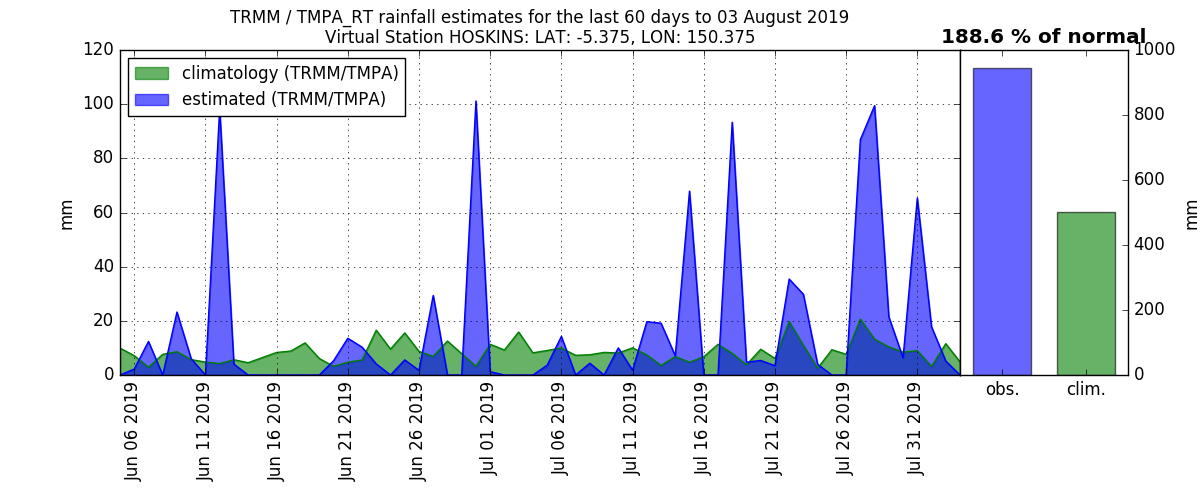 TRMM / TMPA_RT rainfall estimates for the last 60 days to 03 August 2019
Virtual Station HOSKINS: LAT: -5.375, LON: 150.375
188.6 % of normal
climatology (TRMM/TMPA)
estimated (TRMM/TMPA)
120
100
80
60
40
20
0
mm
1000
800
600
400
200
0
mm
Jun 06 2019
Jun 11 2019
Jun 16 2019
Jun 21 2019
Jun 26 2019
Jul 01 2019
Jul 06 2019
Jul 11 2019
Jul 16 2019
Jul 21 2019
Jul 26 2019
Jul 31 2019
obs.
clim.